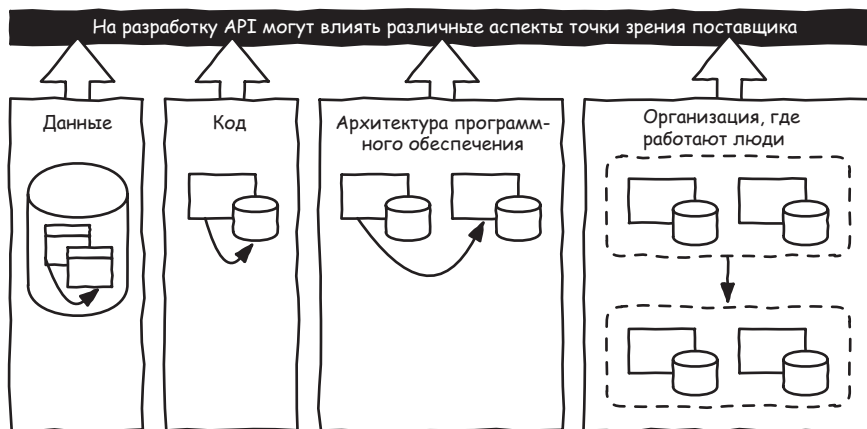 На разработку API могут влиять различные аспекты точки зрения поставщика
Данные
Код
Архитектура программ-
ного обеспечения
Организация, где
работают люди